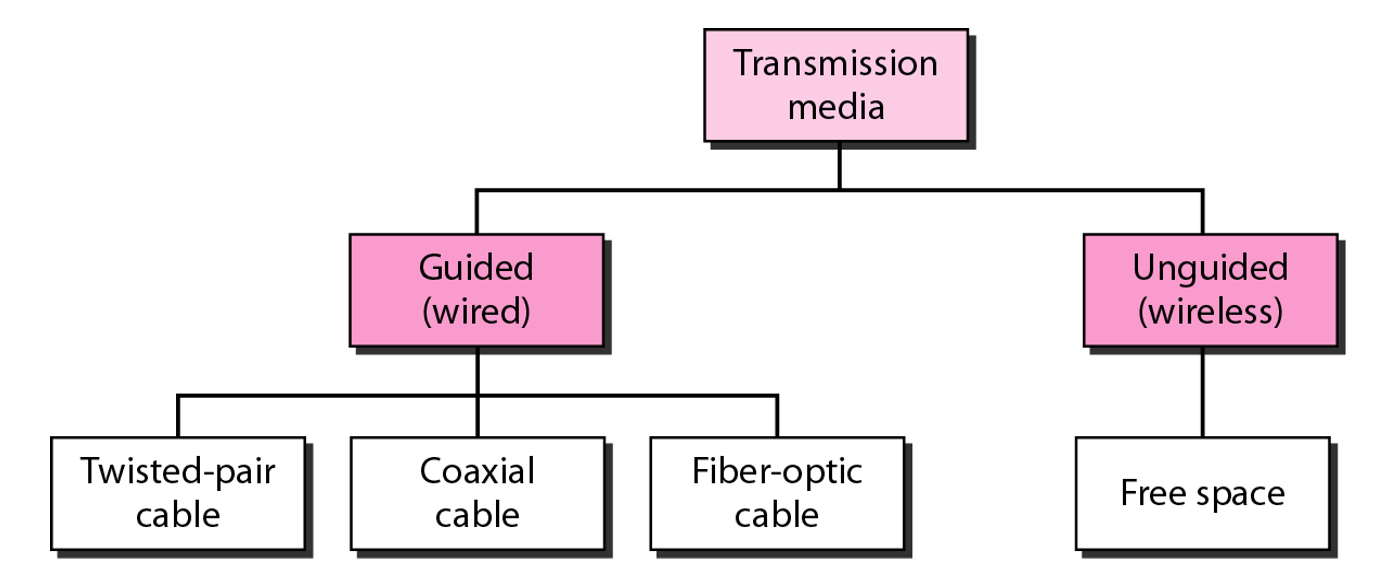 Transmission
media
Guided
(wired)
Unguided
(wireless)
Twisted-pair
cable
Coaxial
cable
Fiber-optic
cable
Free space